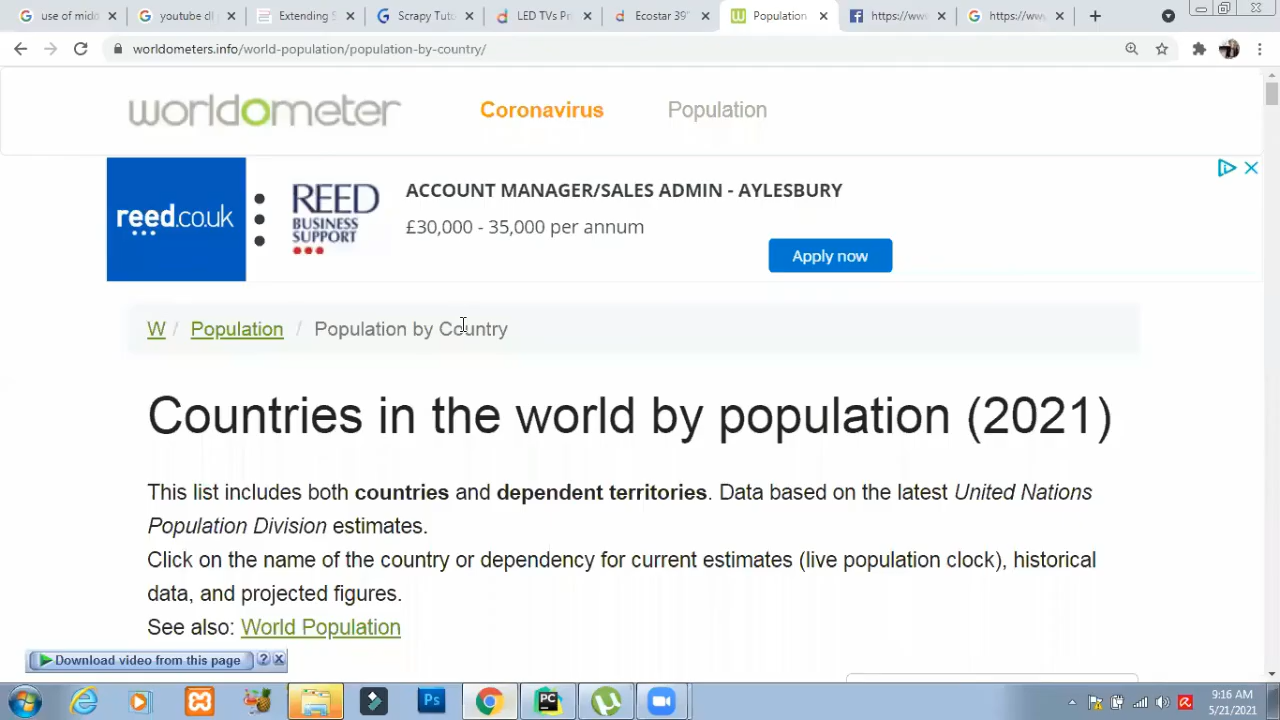 use of mid
youtube di
Extending S
Scrapy Tut
LED TVs P
Ecostar 39"
Population
https://ww
https://ww
worldometers.info/world-population/population-by-country/
worldometer
Coronavirus
Population
reed.co.uk
REED
BUSINESS
SUPPORT
ACCOUNT MANAGER/SALES ADMIN - AYLESBURY
£30,000 - 35,000 per annum
Apply now
W / Population / Population by Country
Countries in the world by population (2021)
This list includes both countries and dependent territories. Data based on the latest United Nations
Population Division estimates.
Click on the name of the country or dependency for current estimates (live population clock), historical
data, and projected figures.
See also: World Population
Download video from this page
?
x
Ps
PC
9:16 AM
5/21/2021